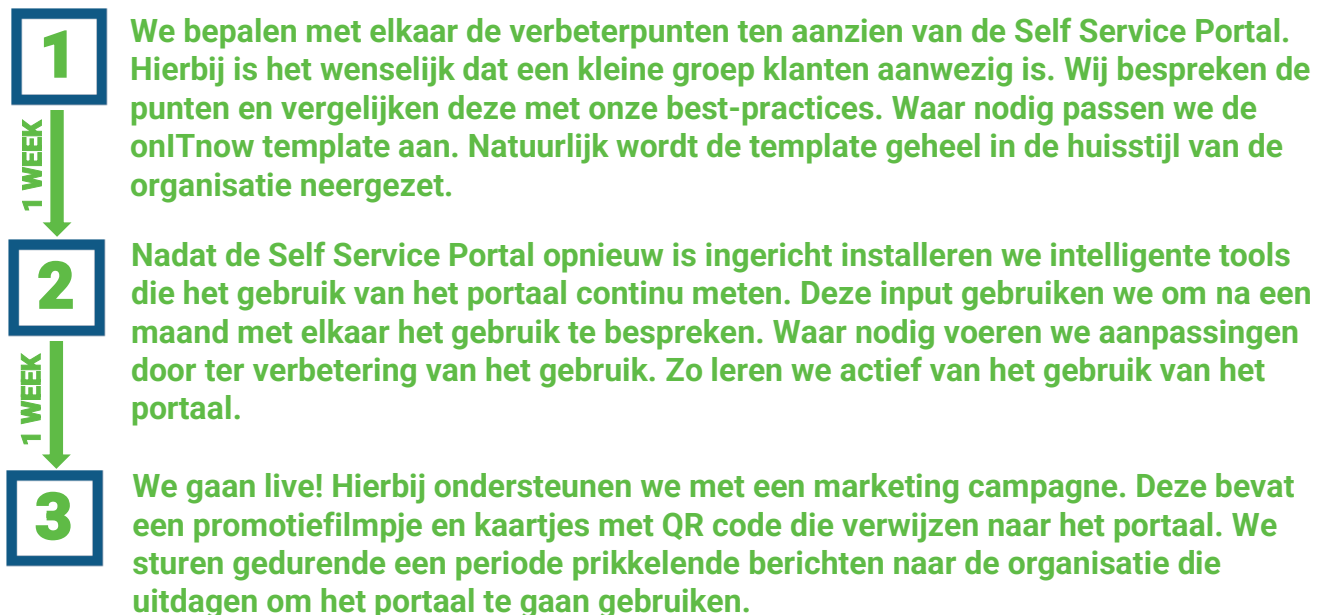 1
We bepalen met elkaar de verbeterpunten ten aanzien van de Self Service Portal.
Hierbij is het wenselijk dat een kleine groep klanten aanwezig is. Wij bespreken de
punten en vergelijken deze met onze best-practices. Waar nodig passen we de
onITnow template aan. Natuurlijk wordt de template geheel in de huisstijl van de
organisatie neergezet.
1 WEEK
2
Nadat de Self Service Portal opnieuw is ingericht installeren we intelligente tools
die het gebruik van het portaal continu meten. Deze input gebruiken we om na een
maand met elkaar het gebruik te bespreken. Waar nodig voeren we aanpassingen
door ter verbetering van het gebruik. Zo leren we actief van het gebruik van het
portaal.
1 WEEK
3
We gaan live! Hierbij ondersteunen we met een marketing campagne. Deze bevat
een promotiefilmpje en kaartjes met QR code die verwijzen naar het portaal. We
sturen gedurende een periode prikkelende berichten naar de organisatie die
uitdagen om het portaal te gaan gebruiken.